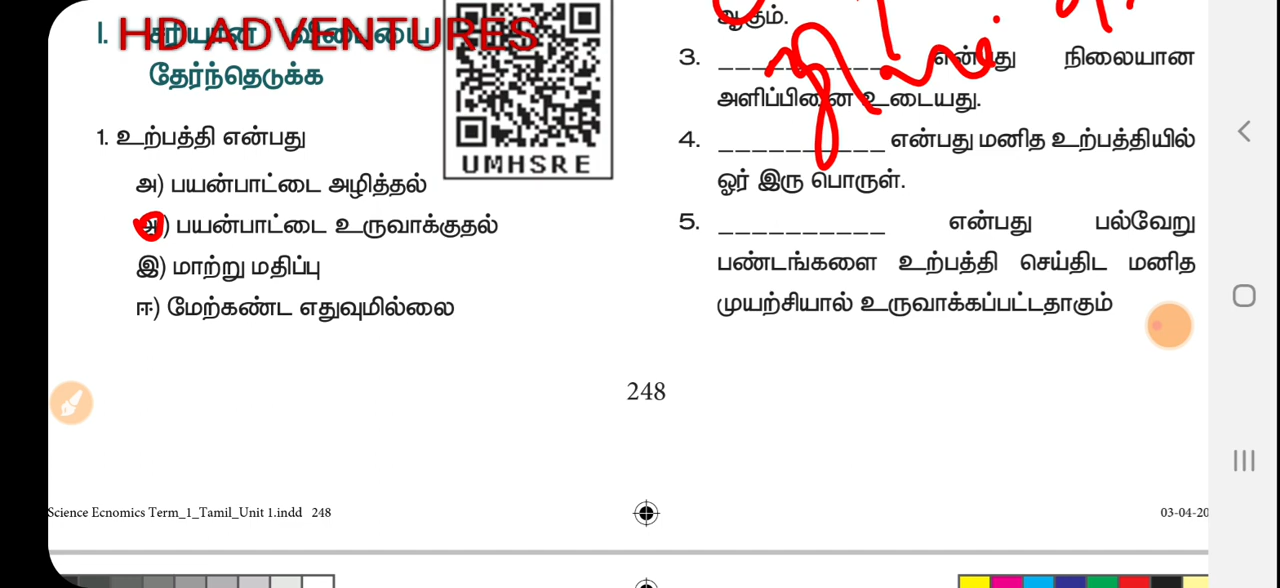 I. சரியான விடையை
HD ADVENTURES
தேர்ந்தெடுக்க
1. உற்பத்தி என்பது
அ) பயன்பாட்டை அழித்தல்
ஆ) பயன்பாட்டை உருவாக்குதல்
இ) மாற்று மதிப்பு
ஈ) மேற்கண்ட எதுவுமில்லை
UMHSRE
ஆகும்.
3. __________ என்பது நிலையான
அளிப்பினை உடையது.
4. __________ என்பது மனித உற்பத்தியில்
ஓர் இரு பொருள்.
5. __________ என்பது பல்வேறு
பண்டங்களை உற்பத்தி செய்திட மனித
முயற்சியால் உருவாக்கப்பட்டதாகும்
248
Science Ecnomics Term_1_Tamil_Unit 1.indd 248
03-04-20